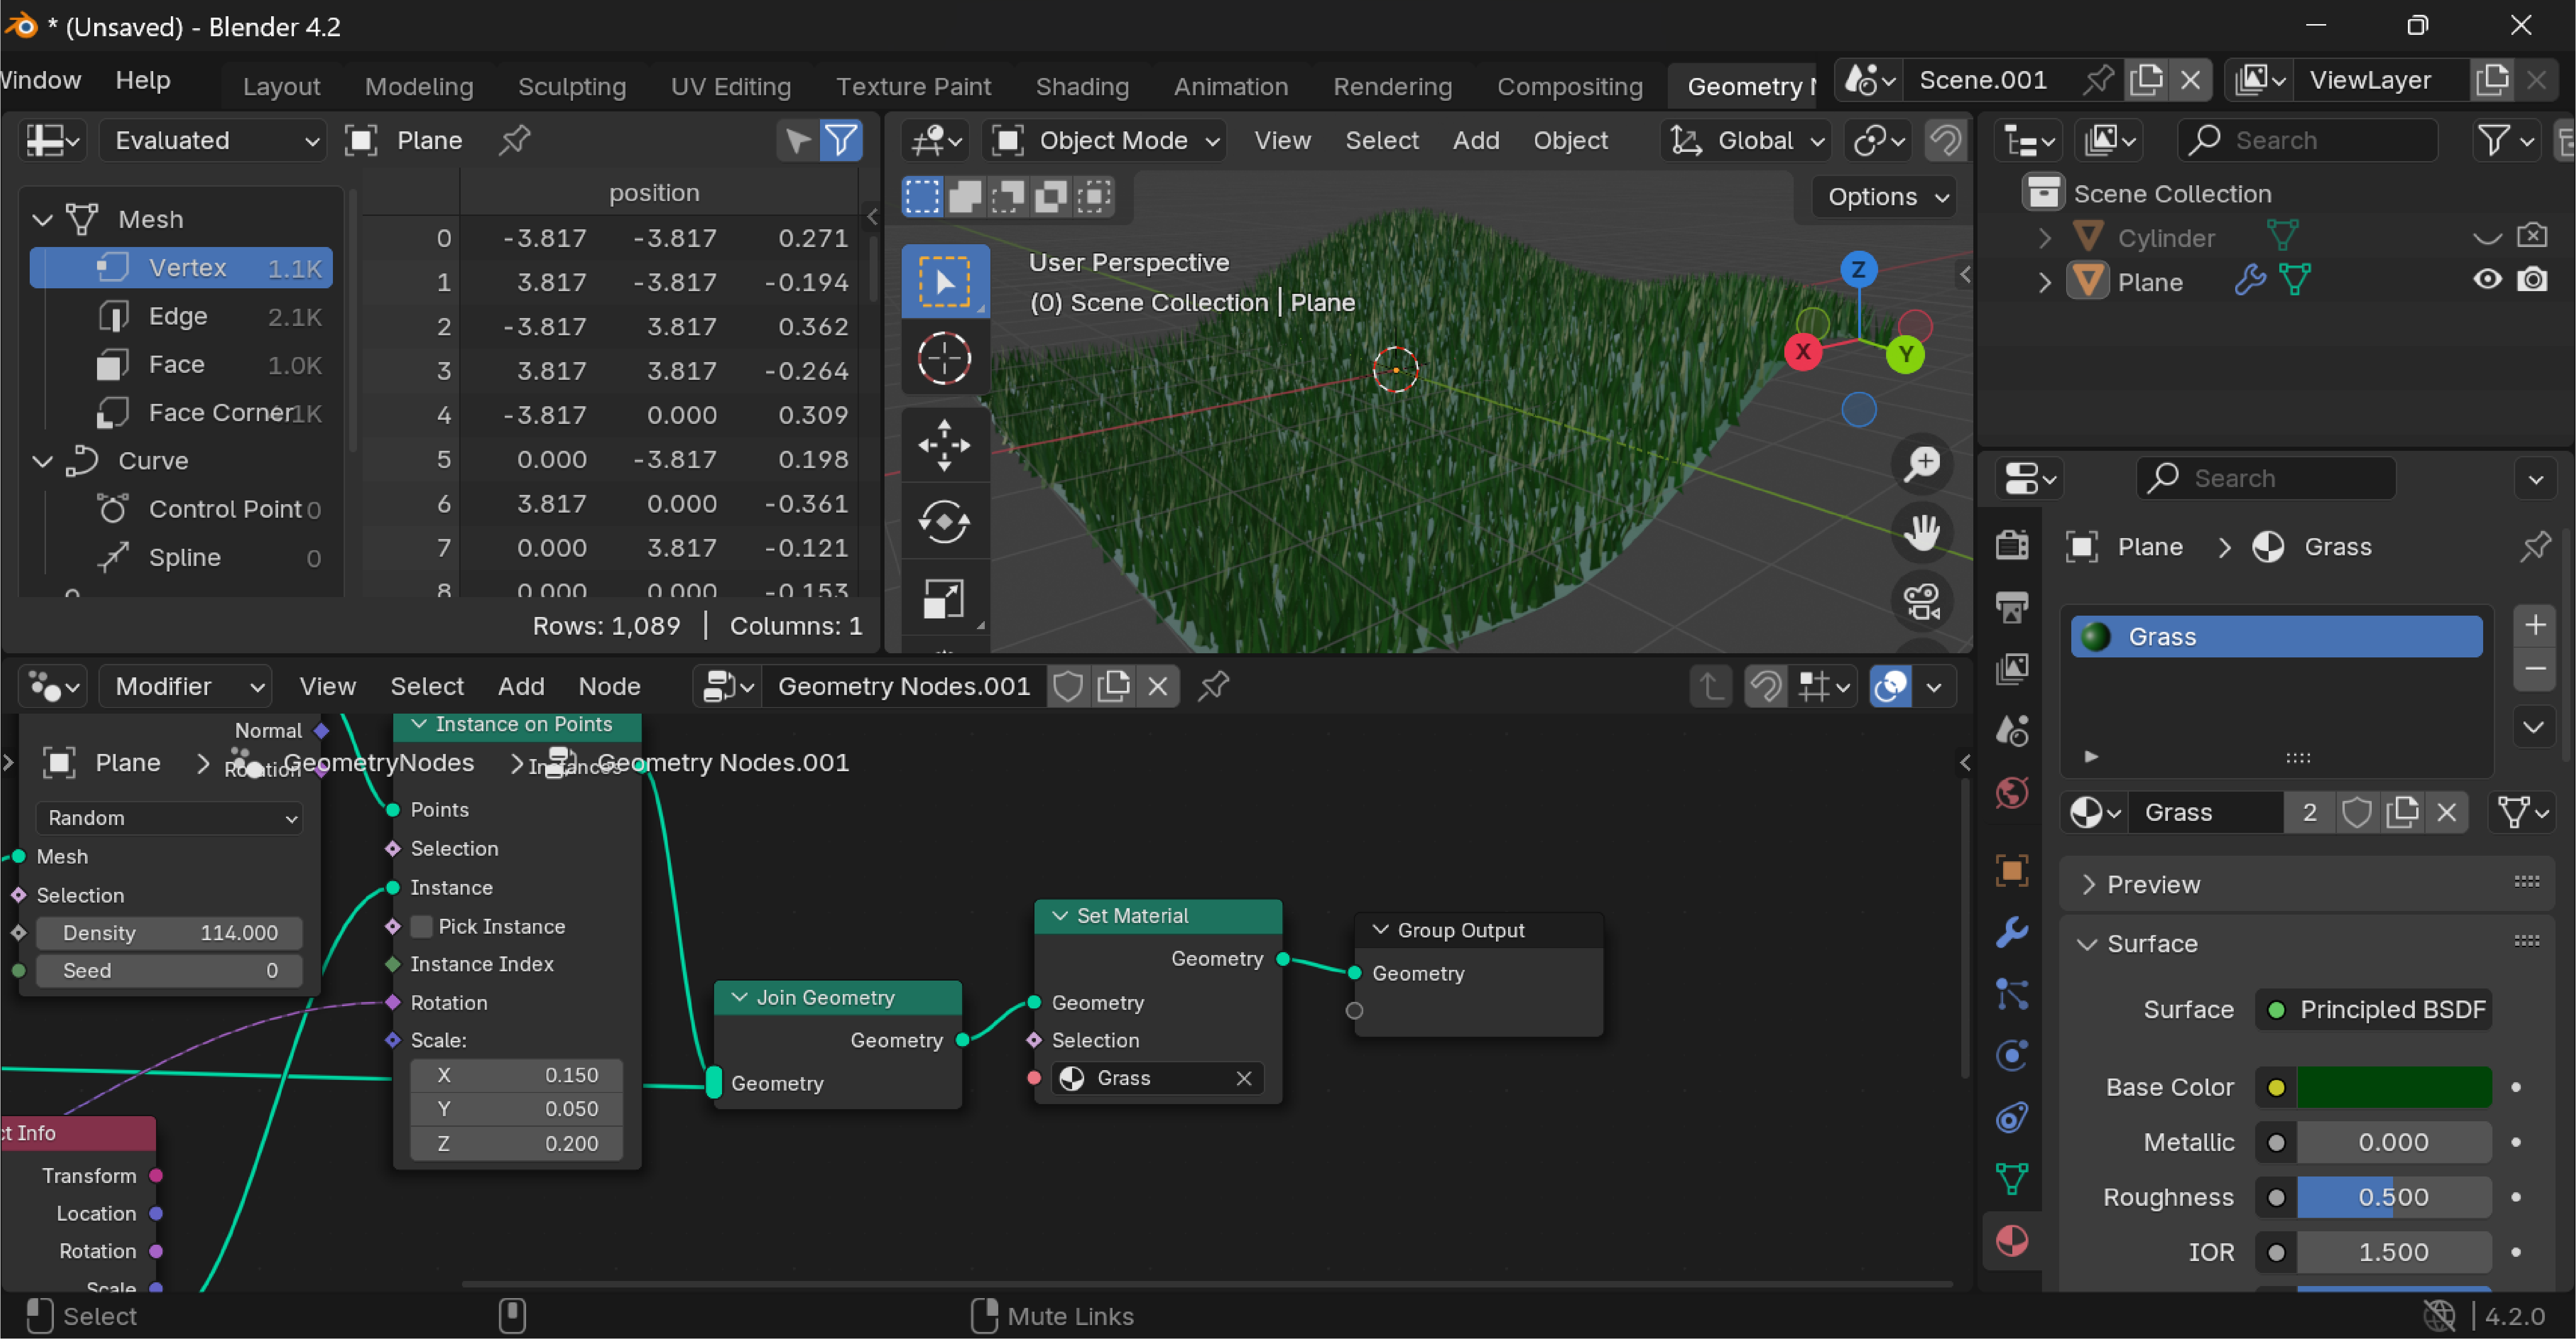 * (Unsaved) - Blender 4.2
Window Help Layout Modeling Sculpting UV Editing Texture Paint Shading Animation Rendering Compositing Geometry N Scene.001 ViewLayer
Evaluated Plane
position
Mesh
Vertex 1.1K
Edge 2.1K
Face 1.0K
Face Corner 1K
Curve
Control Point 0
Spline 0
0 -3.817 -3.817 0.271
1 3.817 -3.817 -0.194
2 -3.817 3.817 0.362
3 3.817 3.817 -0.264
4 -3.817 0.000 0.309
5 0.000 -3.817 0.198
6 3.817 0.000 -0.361
7 0.000 3.817 -0.121
8 0.000 0.000 -0.153
Rows: 1,089 | Columns: 1
Object Mode View Select Add Object Global
Options
User Perspective
(0) Scene Collection | Plane
Z
X
Y
Search
Scene Collection
Cylinder
Plane
Search
Plane > Grass
Grass
Grass 2
Preview
Surface
Surface Principled BSDF
Base Color
Metallic 0.000
Roughness 0.500
IOR 1.500
Modifier View Select Add Node Geometry Nodes.001
Plane > GeometryNodes > Geometry Nodes.001
Normal
Rotation
Random
Mesh
Selection
Density 114.000
Seed 0
Instance on Points
Instances
Points
Selection
Instance
Pick Instance
Instance Index
Rotation
Scale:
X 0.150
Y 0.050
Z 0.200
Join Geometry
Geometry
Geometry
Set Material
Geometry
Geometry
Selection
Grass
Group Output
Geometry
ct Info
Transform
Location
Rotation
Scale
Select Mute Links 4.2.0